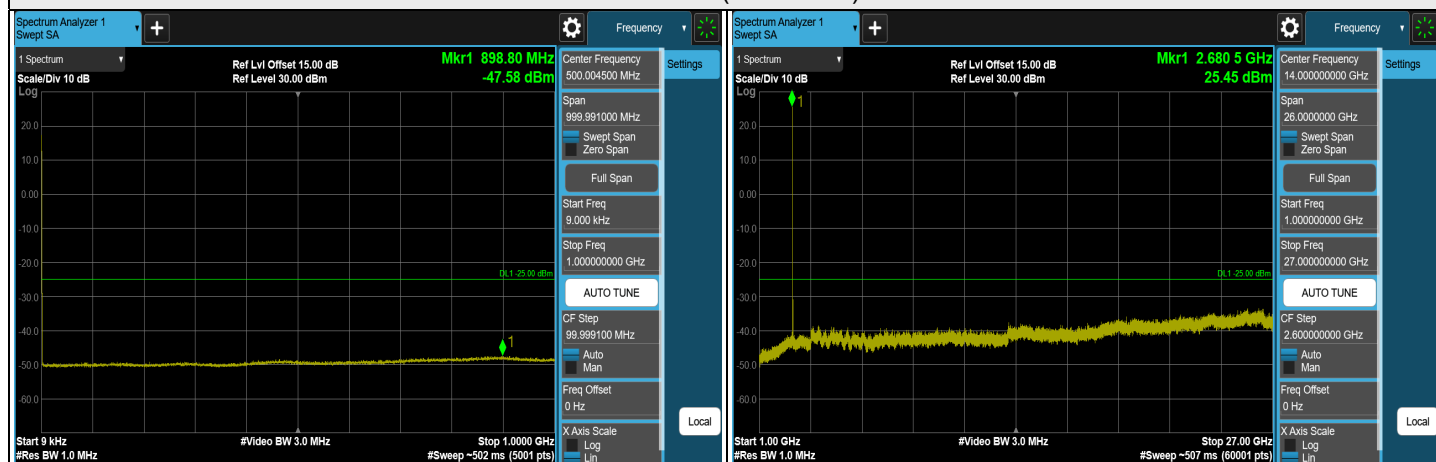 Spectrum Analyzer 1
Swept SA
+
Frequency
1 Spectrum
Scale/Div 10 dB
Log
Ref Lvl Offset 15.00 dB
Ref Level 30.00 dBm
Mkr1 898.80 MHz
-47.58 dBm
20.0
10.0
0.00
-10.0
-20.0
-30.0
-40.0
-50.0
-60.0
DL1 -25.00 dBm
1
Start 9 kHz
#Res BW 1.0 MHz
#Video BW 3.0 MHz
Stop 1.0000 GHz
#Sweep ~502 ms (5001 pts)
Center Frequency
500.004500 MHz
Span
999.991000 MHz
Swept Span
Zero Span
Full Span
Start Freq
9.000 kHz
Stop Freq
1.000000000 GHz
AUTO TUNE
CF Step
99.999100 MHz
Auto
Man
Freq Offset
0 Hz
X Axis Scale
Log
Lin
Settings
Local
Spectrum Analyzer 1
Swept SA
+
Frequency
1 Spectrum
Scale/Div 10 dB
Log
Ref Lvl Offset 15.00 dB
Ref Level 30.00 dBm
Mkr1 2.680 5 GHz
25.45 dBm
1
20.0
10.0
0.00
-10.0
-20.0
-30.0
-40.0
-50.0
-60.0
DL1 -25.00 dBm
Start 1.00 GHz
#Res BW 1.0 MHz
#Video BW 3.0 MHz
Stop 27.00 GHz
#Sweep ~507 ms (60001 pts)
Center Frequency
14.000000000 GHz
Span
26.0000000 GHz
Swept Span
Zero Span
Full Span
Start Freq
1.000000000 GHz
Stop Freq
27.000000000 GHz
AUTO TUNE
CF Step
2.600000000 GHz
Auto
Man
Freq Offset
0 Hz
X Axis Scale
Log
Lin
Settings
Local